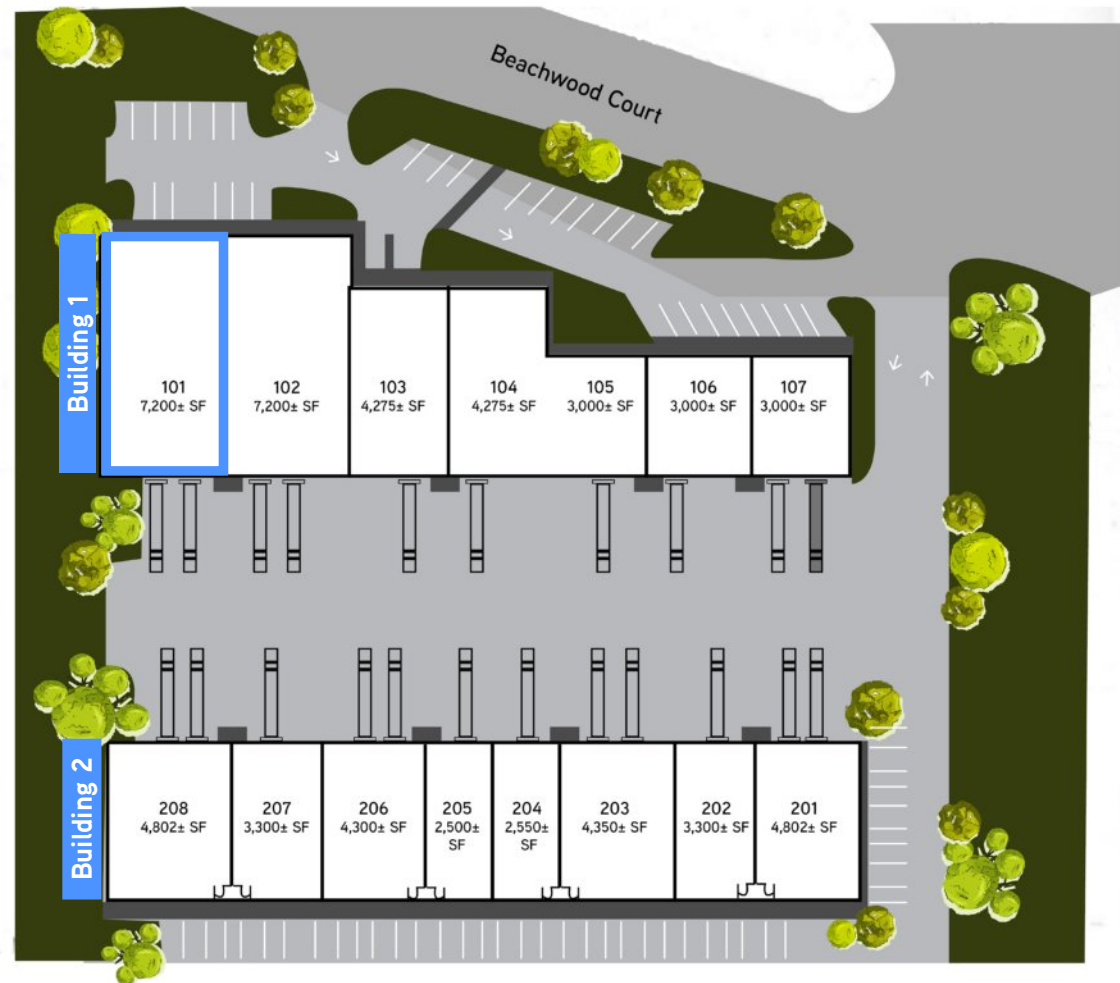 Beachwood Court
Building 1
101
7,200± SF
102
7,200± SF
103
4,275± SF
104
4,275± SF
105
3,000± SF
106
3,000± SF
107
3,000± SF
Building 2
208
4,802± SF
207
3,300± SF
206
4,300± SF
205
2,500±
SF
204
2,550±
SF
203
4,350± SF
202
3,300± SF
201
4,802± SF